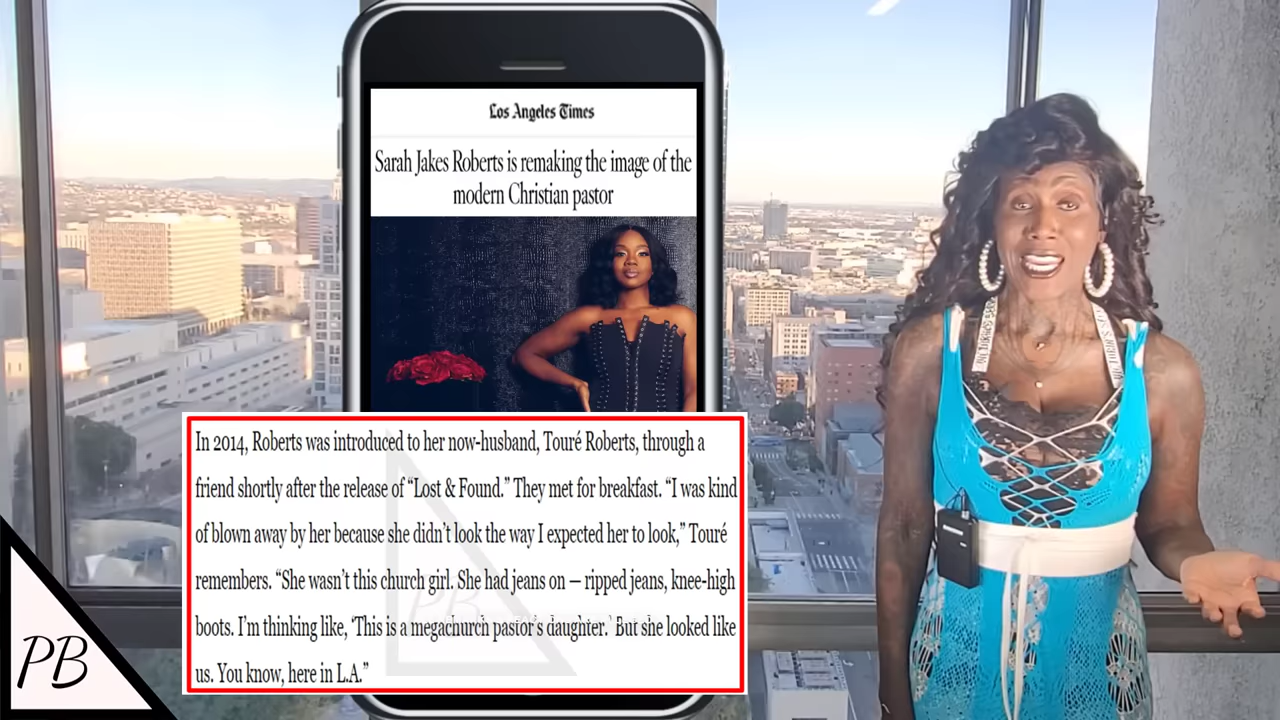 Los Angeles Times
Sarah Jakes Roberts is remaking the image of the
modern Christian pastor
In 2014, Roberts was introduced to her now-husband, Touré Roberts, through a
friend shortly after the release of “Lost & Found.” They met for breakfast. “I was kind
of blown away by her because she didn’t look the way I expected her to look,” Touré
remembers. “She wasn’t this church girl. She had jeans on — ripped jeans, knee-high
boots. I’m thinking like, ‘This is a megachurch pastor’s daughter.’ But she looked like
us. You know, here in L.A.”
PB